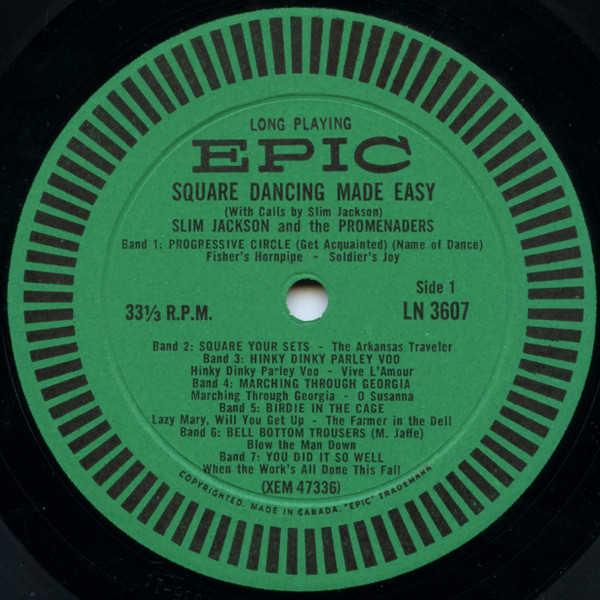 LONG PLAYING
EPIC
SQUARE DANCING MADE EASY
(With Calls by Slim Jackson)
SLIM JACKSON and the PROMENADERS
Band 1: PROGRESSIVE CIRCLE (Get Acquainted) (Name of Dance)
Fisher's Hornpipe - Soldier's Joy
Side 1
33⅓ R.P.M.
LN 3607
Band 2: SQUARE YOUR SETS - The Arkansas Traveler
Band 3: HINKY DINKY PARLEY VOO
Hinky Dinky Parley Voo - Vive L'Amour
Band 4: MARCHING THROUGH GEORGIA
Marching Through Georgia - O Susanna
Band 5: BIRDIE IN THE CAGE
Lazy Mary, Will You Get Up - The Farmer in the Dell
Band 6: BELL BOTTOM TROUSERS (M. Jaffe)
Blow the Man Down
Band 7: YOU DID IT SO WELL
When the Work's All Done This Fall
(XEM 47336)
COPYRIGHTED. MADE IN CANADA. "EPIC" TRADEMARK